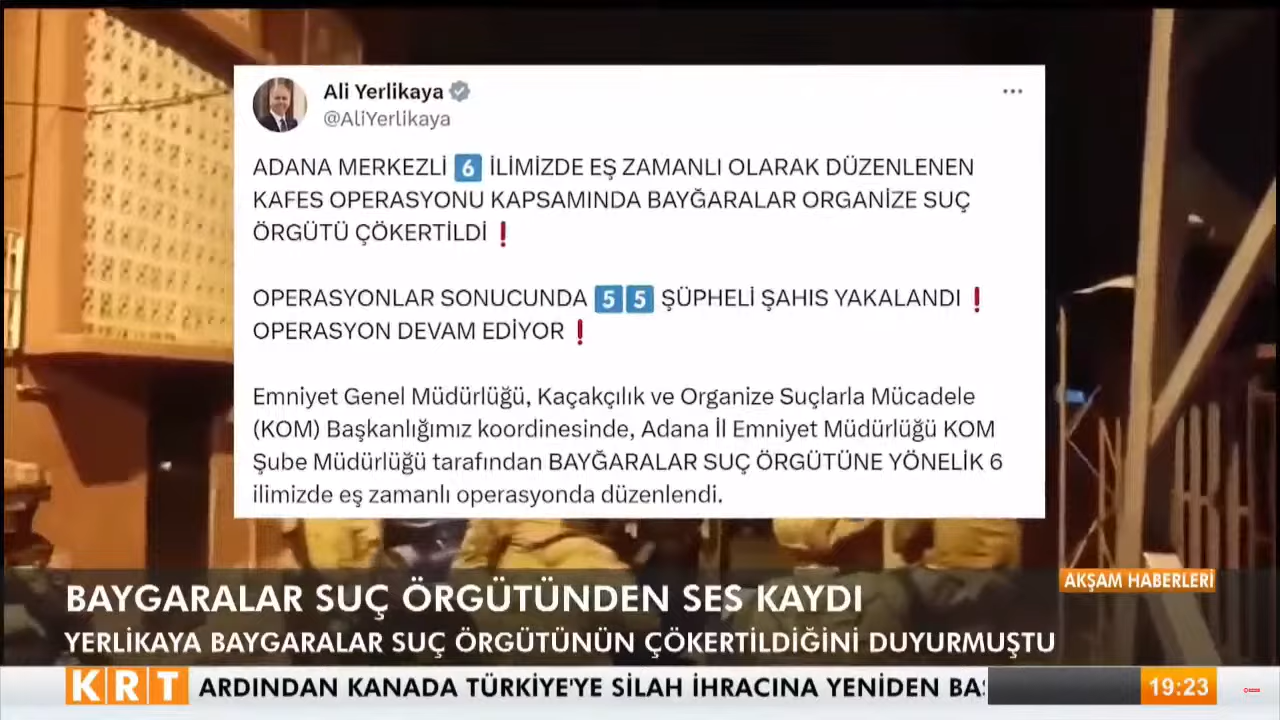 Ali Yerlikaya
@AliYerlikaya
ADANA MERKEZLİ 6 İLİMİZDE EŞ ZAMANLI OLARAK DÜZENLENEN
KAFES OPERASYONU KAPSAMINDA BAYĞARALAR ORGANİZE SUÇ
ÖRGÜTÜ ÇÖKERTİLDİ❗
OPERASYONLAR SONUCUNDA 55 ŞÜPHELİ ŞAHIS YAKALANDI❗
OPERASYON DEVAM EDİYOR❗
Emniyet Genel Müdürlüğü, Kaçakçılık ve Organize Suçlarla Mücadele
(KOM) Başkanlığımız koordinesinde, Adana İl Emniyet Müdürlüğü KOM
Şube Müdürlüğü tarafından BAYĞARALAR SUÇ ÖRGÜTÜNE YÖNELİK 6
ilimizde eş zamanlı operasyonda düzenlendi.
AKŞAM HABERLERİ
BAYGARALAR SUÇ ÖRGÜTÜNDEN SES KAYDI
YERLİKAYA BAYGARALAR SUÇ ÖRGÜTÜNÜN ÇÖKERTİLDİĞİNİ DUYURMUŞTU
KRT ARDINDAN KANADA TÜRKİYE'YE SİLAH İHRACINA YENİDEN BAŞ 19:23